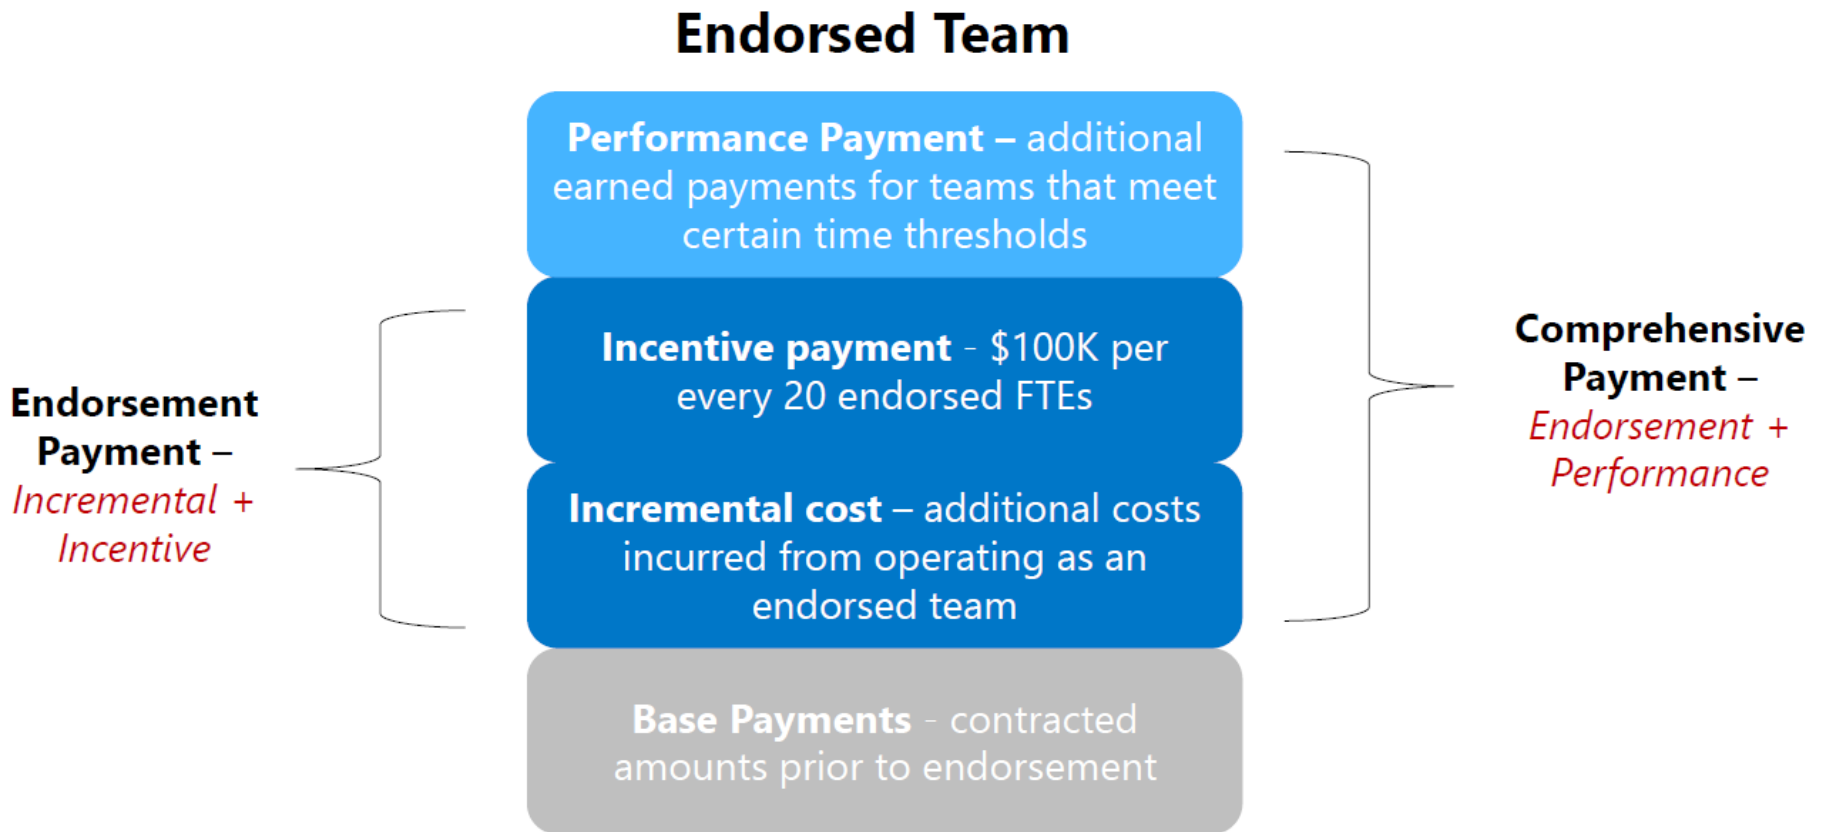 Endorsed Team
Performance Payment – additional
earned payments for teams that meet
certain time thresholds
Incentive payment - $100K per
every 20 endorsed FTEs
Incremental cost – additional costs
incurred from operating as an
endorsed team
Base Payments - contracted
amounts prior to endorsement
Endorsement
Payment –
Incremental +
Incentive
Comprehensive
Payment –
Endorsement +
Performance